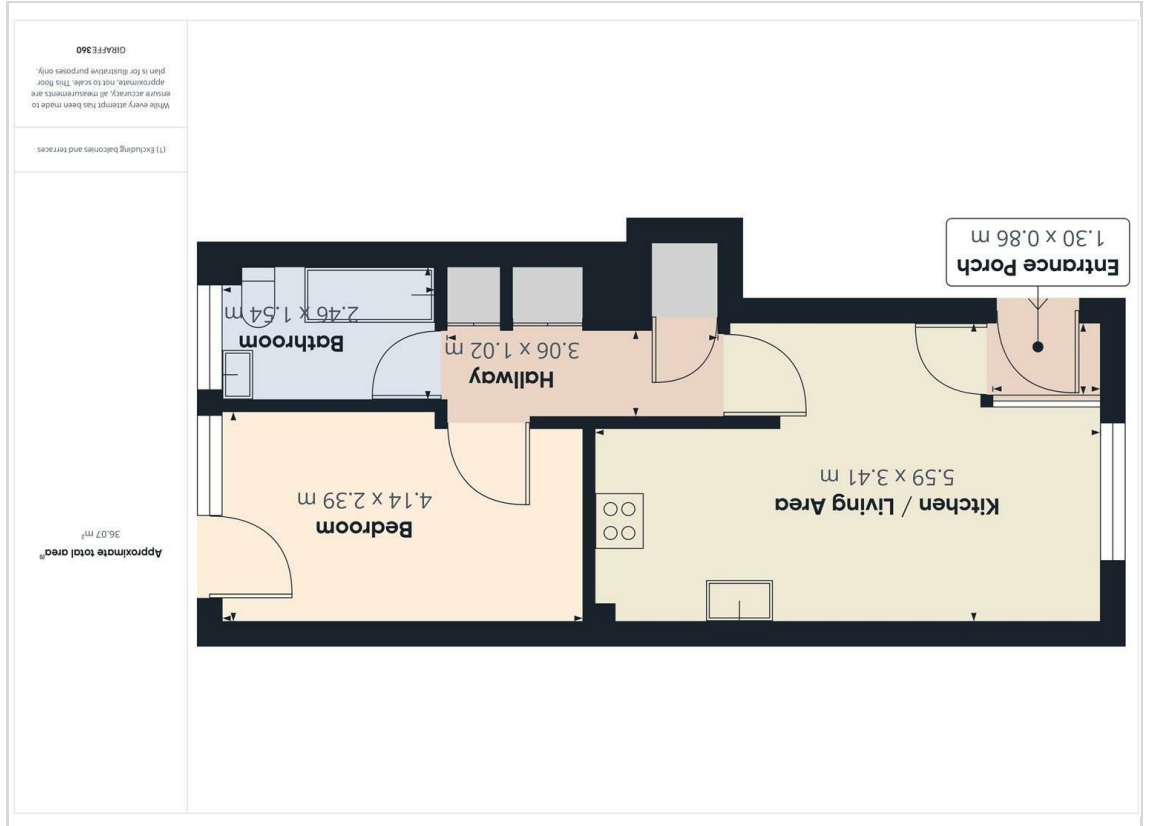 Kitchen / Living Area
5.59 x 3.41 m
Bedroom
4.14 x 2.39 m
Hallway
3.06 x 1.02 m
Bathroom
2.46 x 1.54 m
Entrance Porch
1.30 x 0.86 m
Approximate total area(1)
36.07 m²
(1) Excluding balconies and terraces
While every attempt has been made to
ensure accuracy, all measurements are
approximate, not to scale. This floor
plan is for illustrative purposes only.
GIRAFFE360